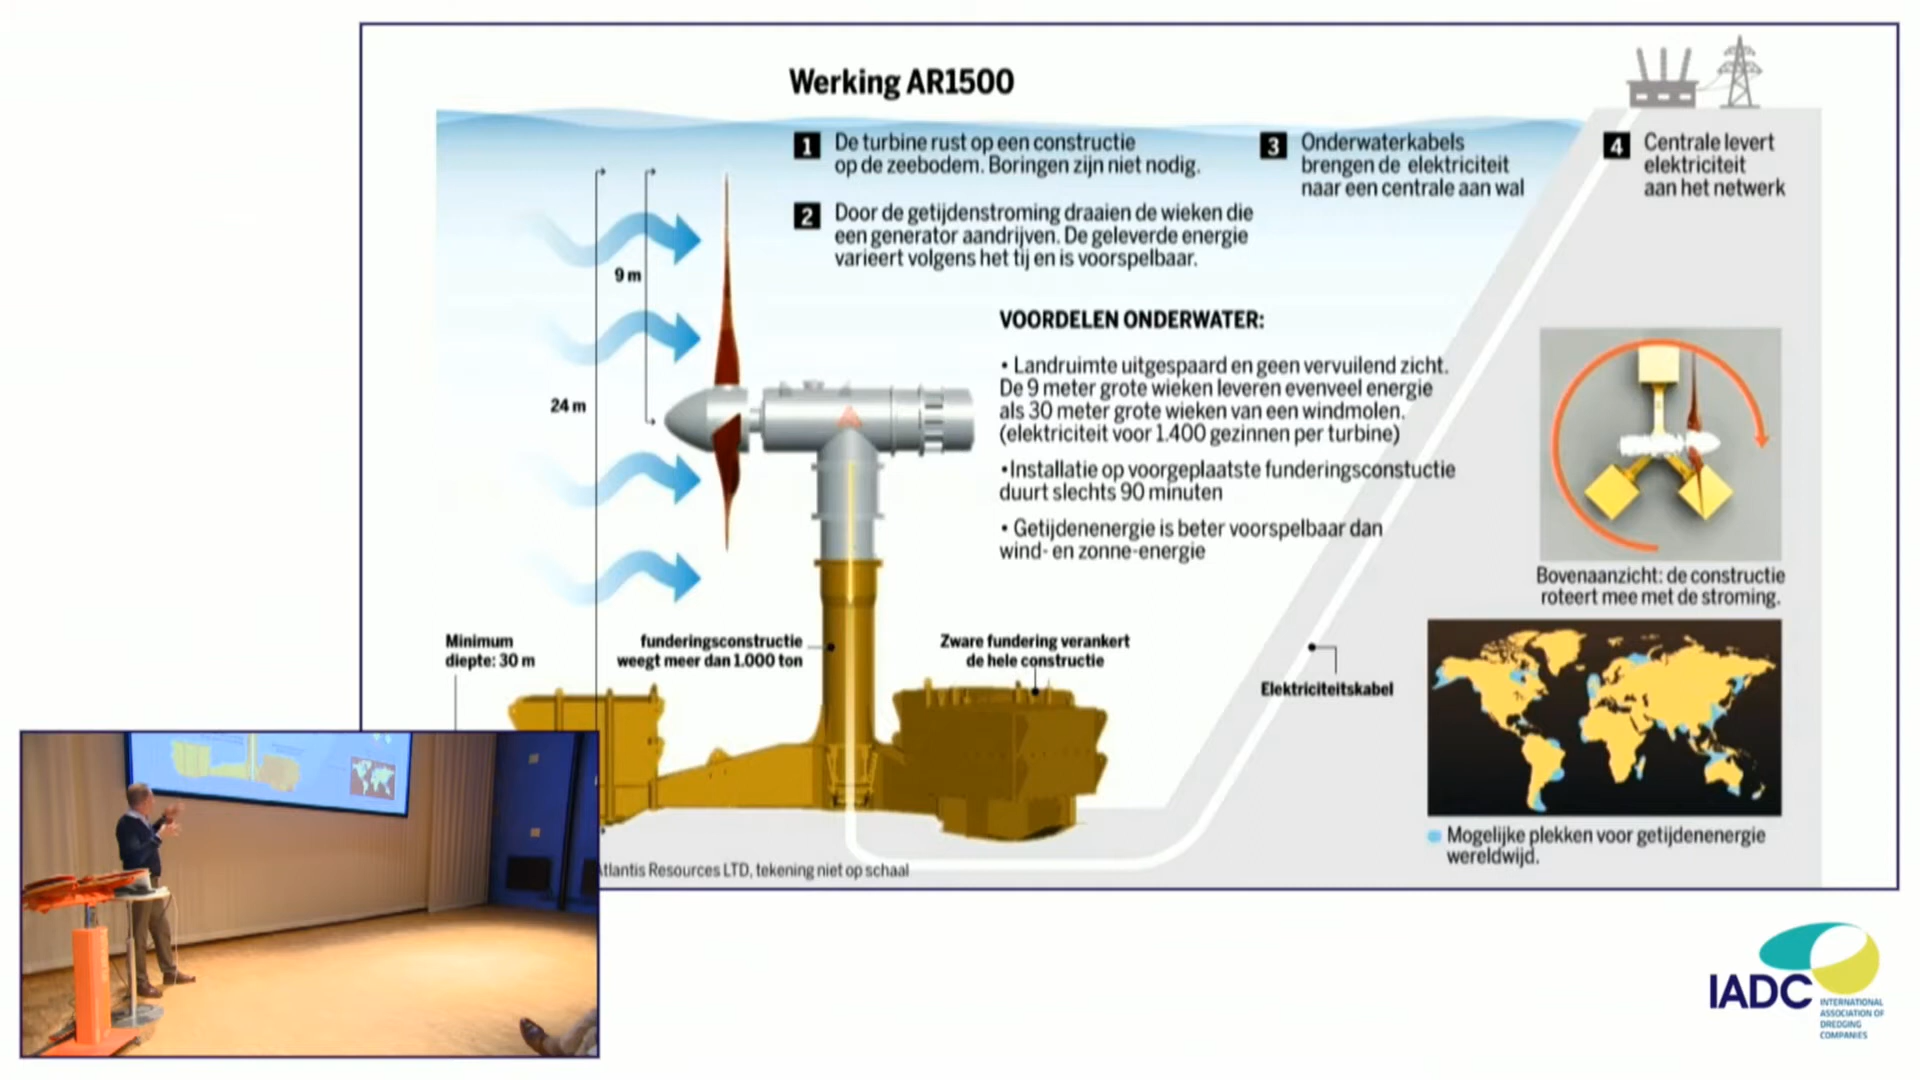 Werking AR1500
1 De turbine rust op een constructie
op de zeebodem. Boringen zijn niet nodig.
2 Door de getijdenstroming draaien de wieken die
een generator aandrijven. De geleverde energie
varieert volgens het tij en is voorspelbaar.
3 Onderwaterkabels
brengen de elektriciteit
naar een centrale aan wal
4 Centrale levert
elektriciteit
aan het netwerk
9 m
24 m
VOORDELEN ONDERWATER:
• Landruimte uitgespaard en geen vervuilend zicht.
De 9 meter grote wieken leveren evenveel energie
als 30 meter grote wieken van een windmolen.
(elektriciteit voor 1.400 gezinnen per turbine)
•Installatie op voorgeplaatste funderingsconstuctie
duurt slechts 90 minuten
• Getijdenenergie is beter voorspelbaar dan
wind- en zonne-energie
Bovenaanzicht: de constructie
roteert mee met de stroming.
Minimum
diepte: 30 m
funderingsconstructie
weegt meer dan 1.000 ton
Zware fundering verankert
de hele constructie
Elektriciteitskabel
Mogelijke plekken voor getijdenenergie
wereldwijd.
tlantis Resources LTD, tekening niet op schaal
IADC
INTERNATIONAL
ASSOCIATION OF
DREDGING
COMPANIES